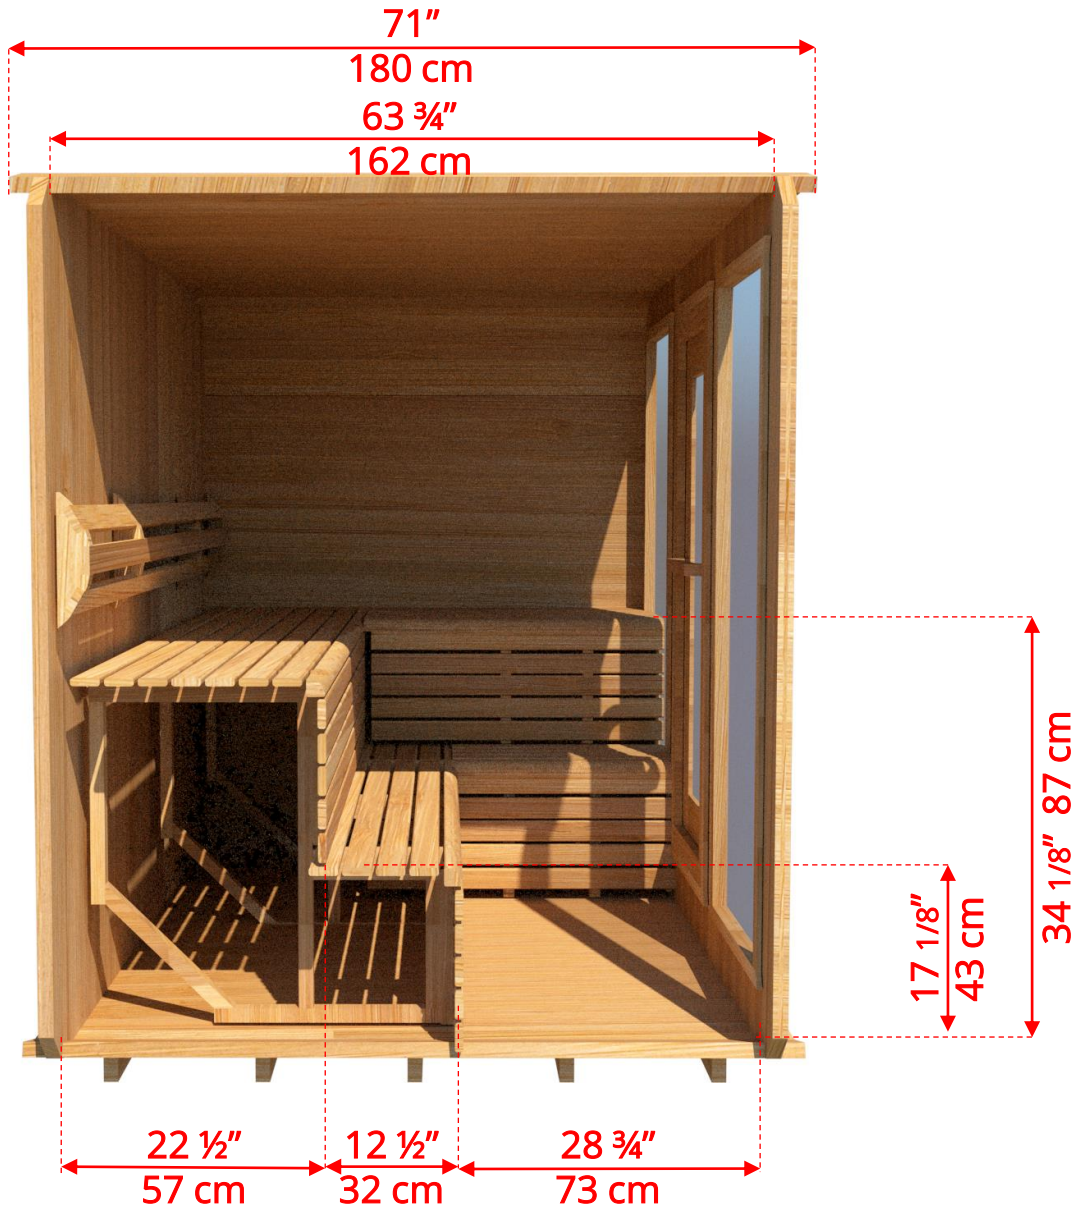 71”
180 cm
63 ¾”
162 cm
34 1/8” 87 cm
17 1/8”
43 cm
22 ½” 12 ½” 28 ¾”
57 cm 32 cm 73 cm